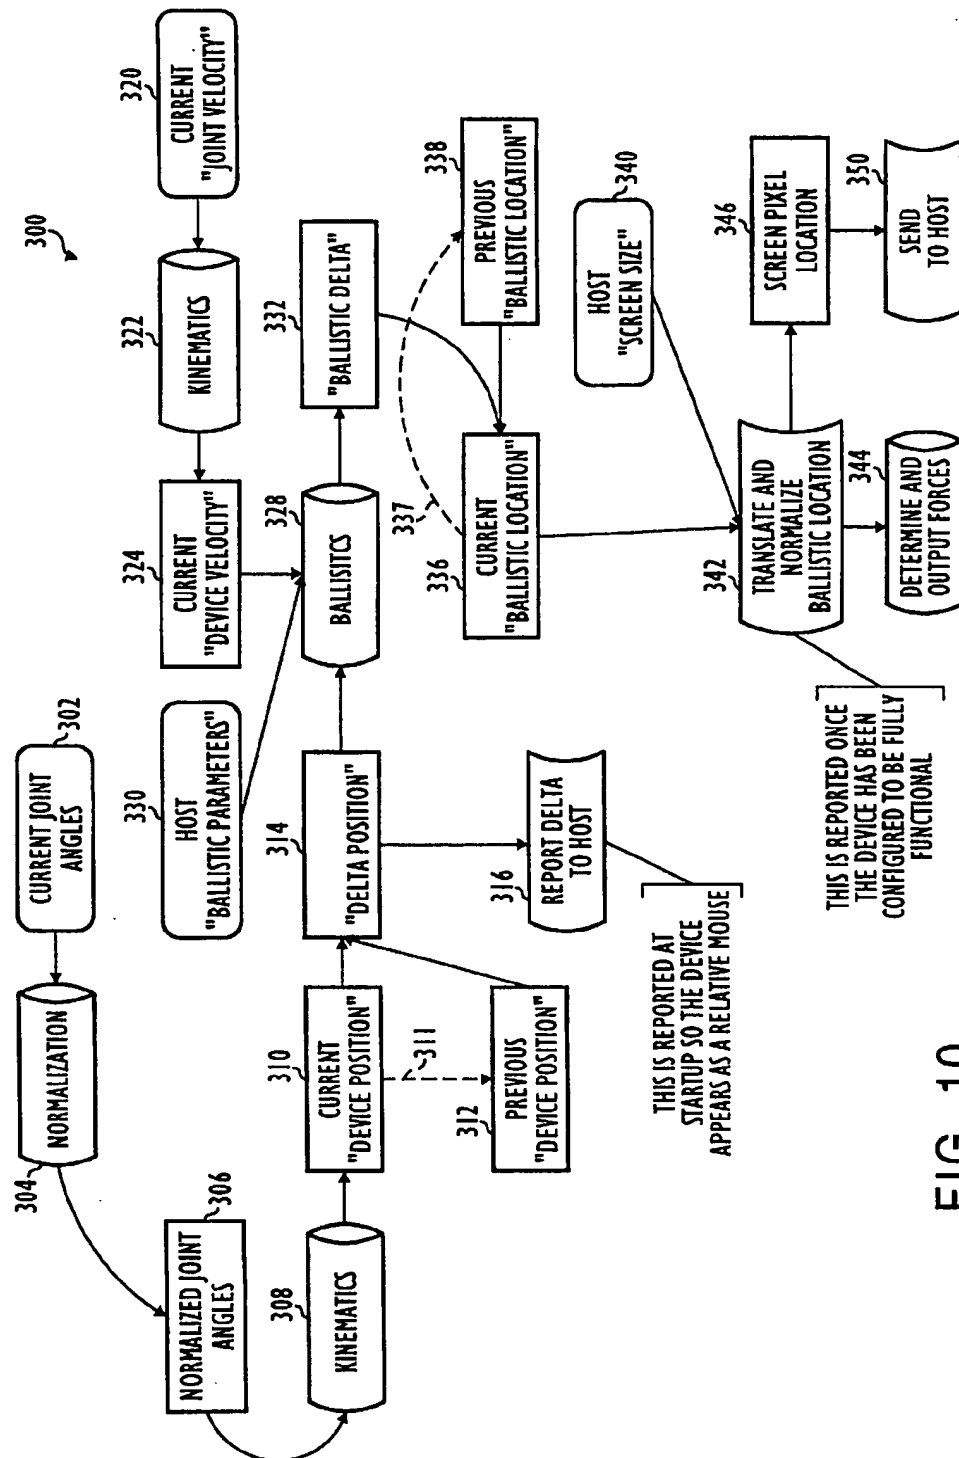 300
302
CURRENT JOINT
ANGLES
304
NORMALIZATION
306
NORMALIZED JOINT
ANGLES
308
KINEMATICS
310
CURRENT
"DEVICE POSITION"
311
312
PREVIOUS
"DEVICE POSITION"
314
"DELTA POSITION"
316
REPORT DELTA
TO HOST
THIS IS REPORTED AT
STARTUP SO THE DEVICE
APPEARS AS A RELATIVE MOUSE
320
CURRENT
"JOINT VELOCITY"
322
KINEMATICS
324
CURRENT
"DEVICE VELOCITY"
330
HOST
"BALLISTIC PARAMETERS"
328
BALLISITCS
332
"BALLISTIC DELTA"
336
CURRENT
"BALLISTIC LOCATION"
337
338
PREVIOUS
"BALLISTIC LOCATION"
340
HOST
"SCREEN SIZE"
342
TRANSLATE AND
NORMALIZE
BALLISTIC LOCATION
344
DETERMINE AND
OUTPUT FORCES
346
SCREEN PIXEL
LOCATION
350
SEND
TO HOST
THIS IS REPORTED ONCE
THE DEVICE HAS BEEN
CONFIGURED TO BE FULLY
FUNCTIONAL
FIG. 10